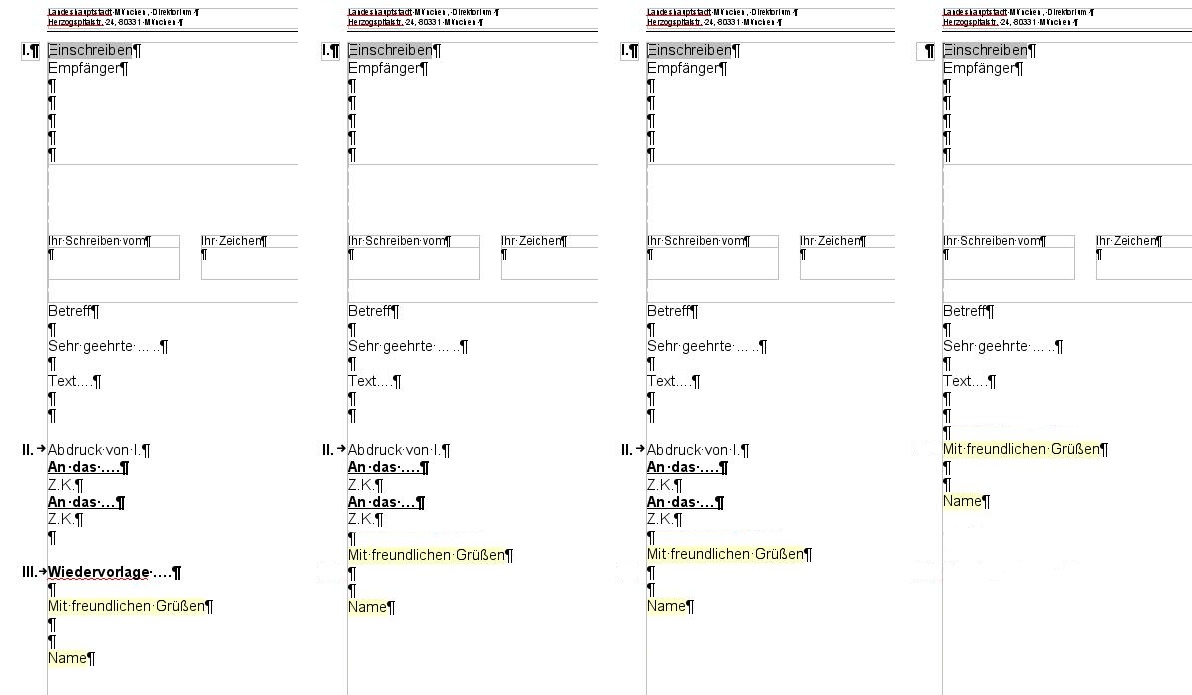 Landeshauptstadt·München,·Direktorium·¶
Herzogspitalstr.·24,·80331·München·¶
I.¶ Einschreiben¶
Empfänger¶
¶
¶
¶
¶
¶
Ihr·Schreiben·vom¶ Ihr·Zeichen¶
¶ ¶
Betreff¶
¶
Sehr·geehrte·.....¶
¶
Text....¶
¶
¶
II.→Abdruck·von·I.¶
An·das·....¶
Z.K.¶
An·das·...¶
Z.K.¶
¶
III.→Wiedervorlage·....¶
¶
Mit·freundlichen·Grüßen¶
¶
¶
Name¶
Landeshauptstadt·München,·Direktorium·¶
Herzogspitalstr.·24,·80331·München·¶
I.¶ Einschreiben¶
Empfänger¶
¶
¶
¶
¶
¶
Ihr·Schreiben·vom¶ Ihr·Zeichen¶
¶ ¶
Betreff¶
¶
Sehr·geehrte·.....¶
¶
Text....¶
¶
¶
II.→Abdruck·von·I.¶
An·das·....¶
Z.K.¶
An·das·...¶
Z.K.¶
¶
Mit·freundlichen·Grüßen¶
¶
¶
Name¶
Landeshauptstadt·München,·Direktorium·¶
Herzogspitalstr.·24,·80331·München·¶
I.¶ Einschreiben¶
Empfänger¶
¶
¶
¶
¶
¶
Ihr·Schreiben·vom¶ Ihr·Zeichen¶
¶ ¶
Betreff¶
¶
Sehr·geehrte·.....¶
¶
Text....¶
¶
¶
II.→Abdruck·von·I.¶
An·das·....¶
Z.K.¶
An·das·...¶
Z.K.¶
¶
Mit·freundlichen·Grüßen¶
¶
¶
Name¶
Landeshauptstadt·München,·Direktorium·¶
Herzogspitalstr.·24,·80331·München·¶
¶ Einschreiben¶
Empfänger¶
¶
¶
¶
¶
¶
Ihr·Schreiben·vom¶ Ihr·Zeichen¶
¶ ¶
Betreff¶
¶
Sehr·geehrte·.....¶
¶
Text....¶
¶
¶
¶
Mit·freundlichen·Grüßen¶
¶
¶
Name¶